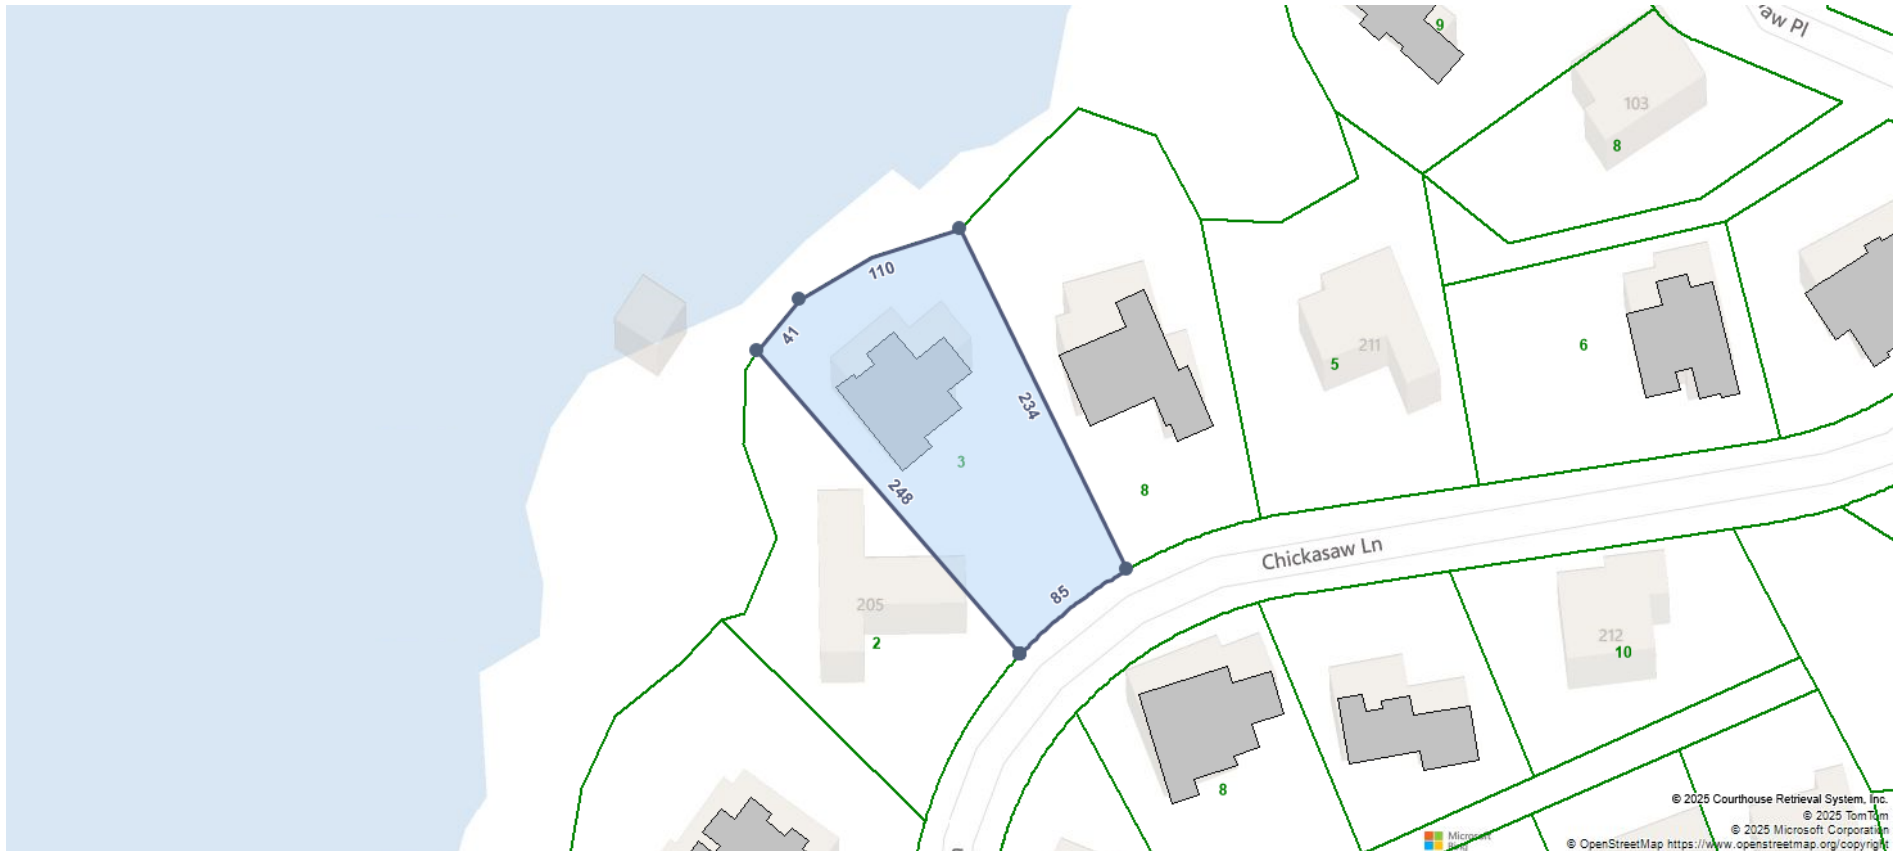 9
aw Pl
103
8
110
41
234
211
5
6
3
248
8
Chickasaw Ln
85
205
2
212
10
8
© 2025 Courthouse Retrieval System, Inc.
© 2025 TomTom
© 2025 Microsoft Corporation
Microsoft
Bing
© OpenStreetMap https://www.openstreetmap.org/copyright